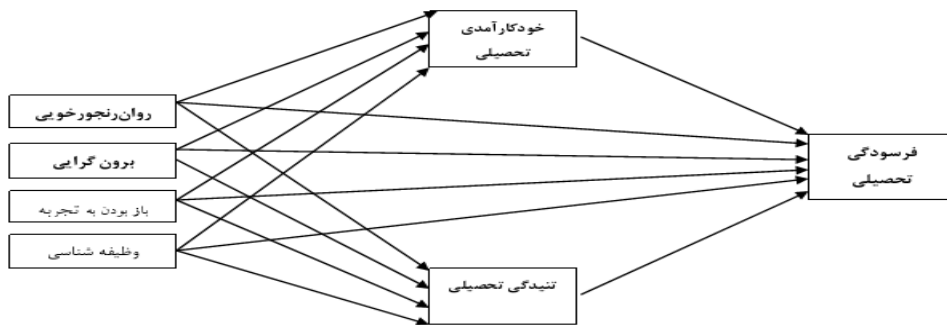 خودکارآمدی
تحصیلی
روان‌رنجورخویی
برون گرایی
باز بودن به تجربه
وظیفه شناسی
فرسودگی
تحصیلی
تنیدگی تحصیلی